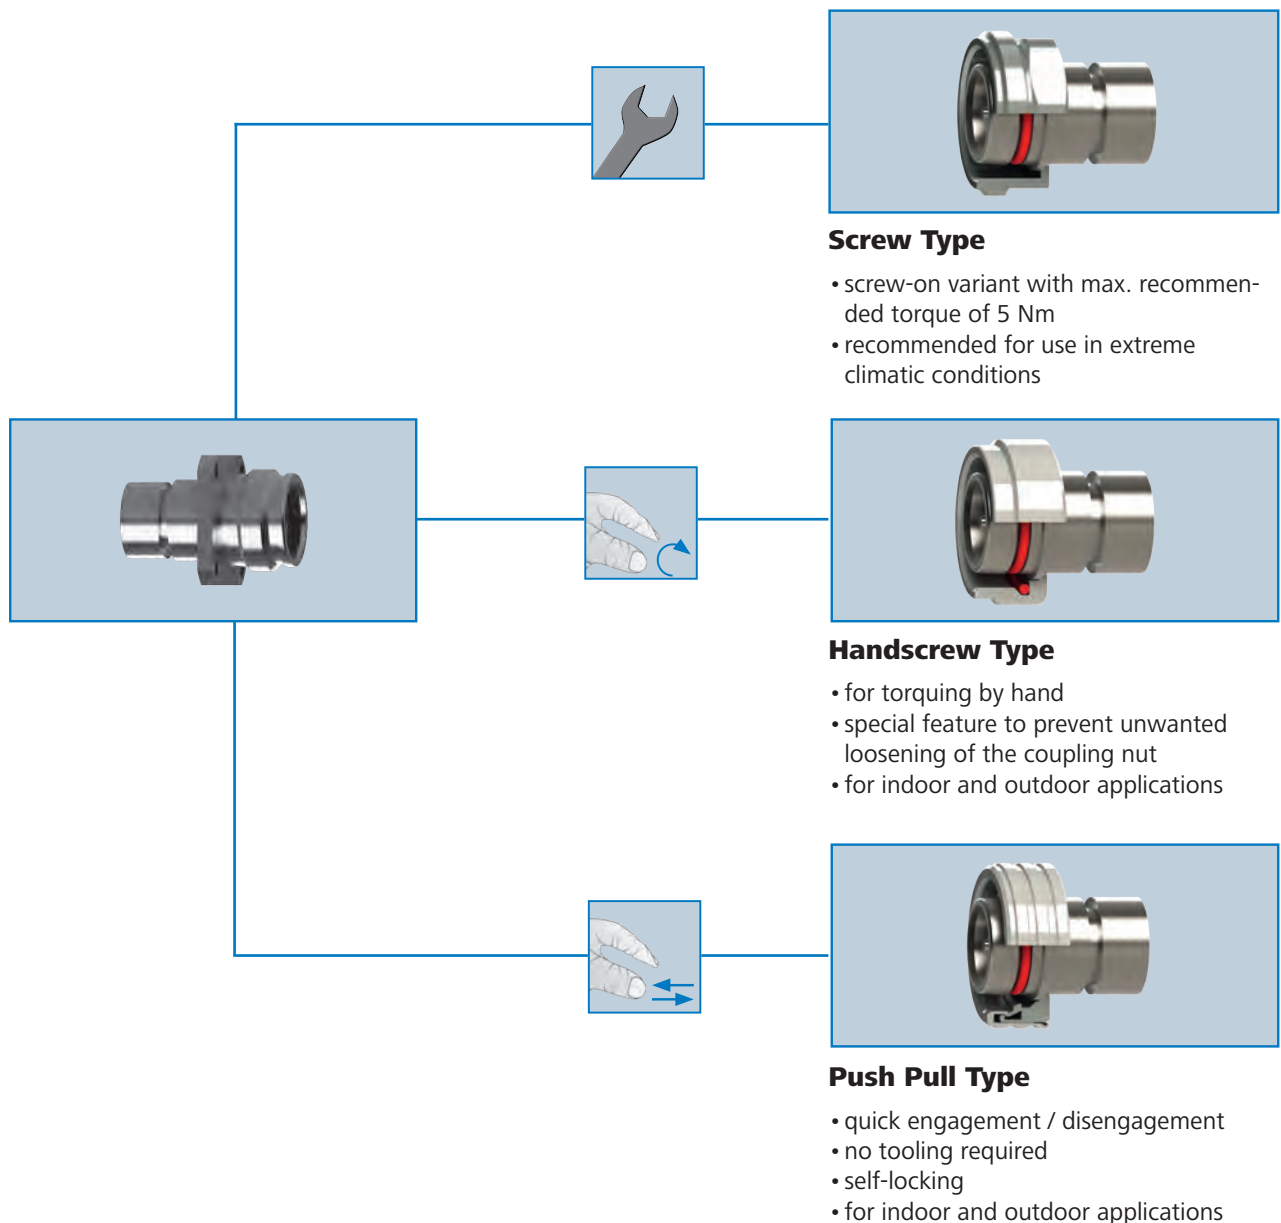 Screw Type
• screw-on variant with max. recommen-
ded torque of 5 Nm
• recommended for use in extreme
climatic conditions
Handscrew Type
• for torquing by hand
• special feature to prevent unwanted
loosening of the coupling nut
• for indoor and outdoor applications
Push Pull Type
• quick engagement / disengagement
• no tooling required
• self-locking
• for indoor and outdoor applications